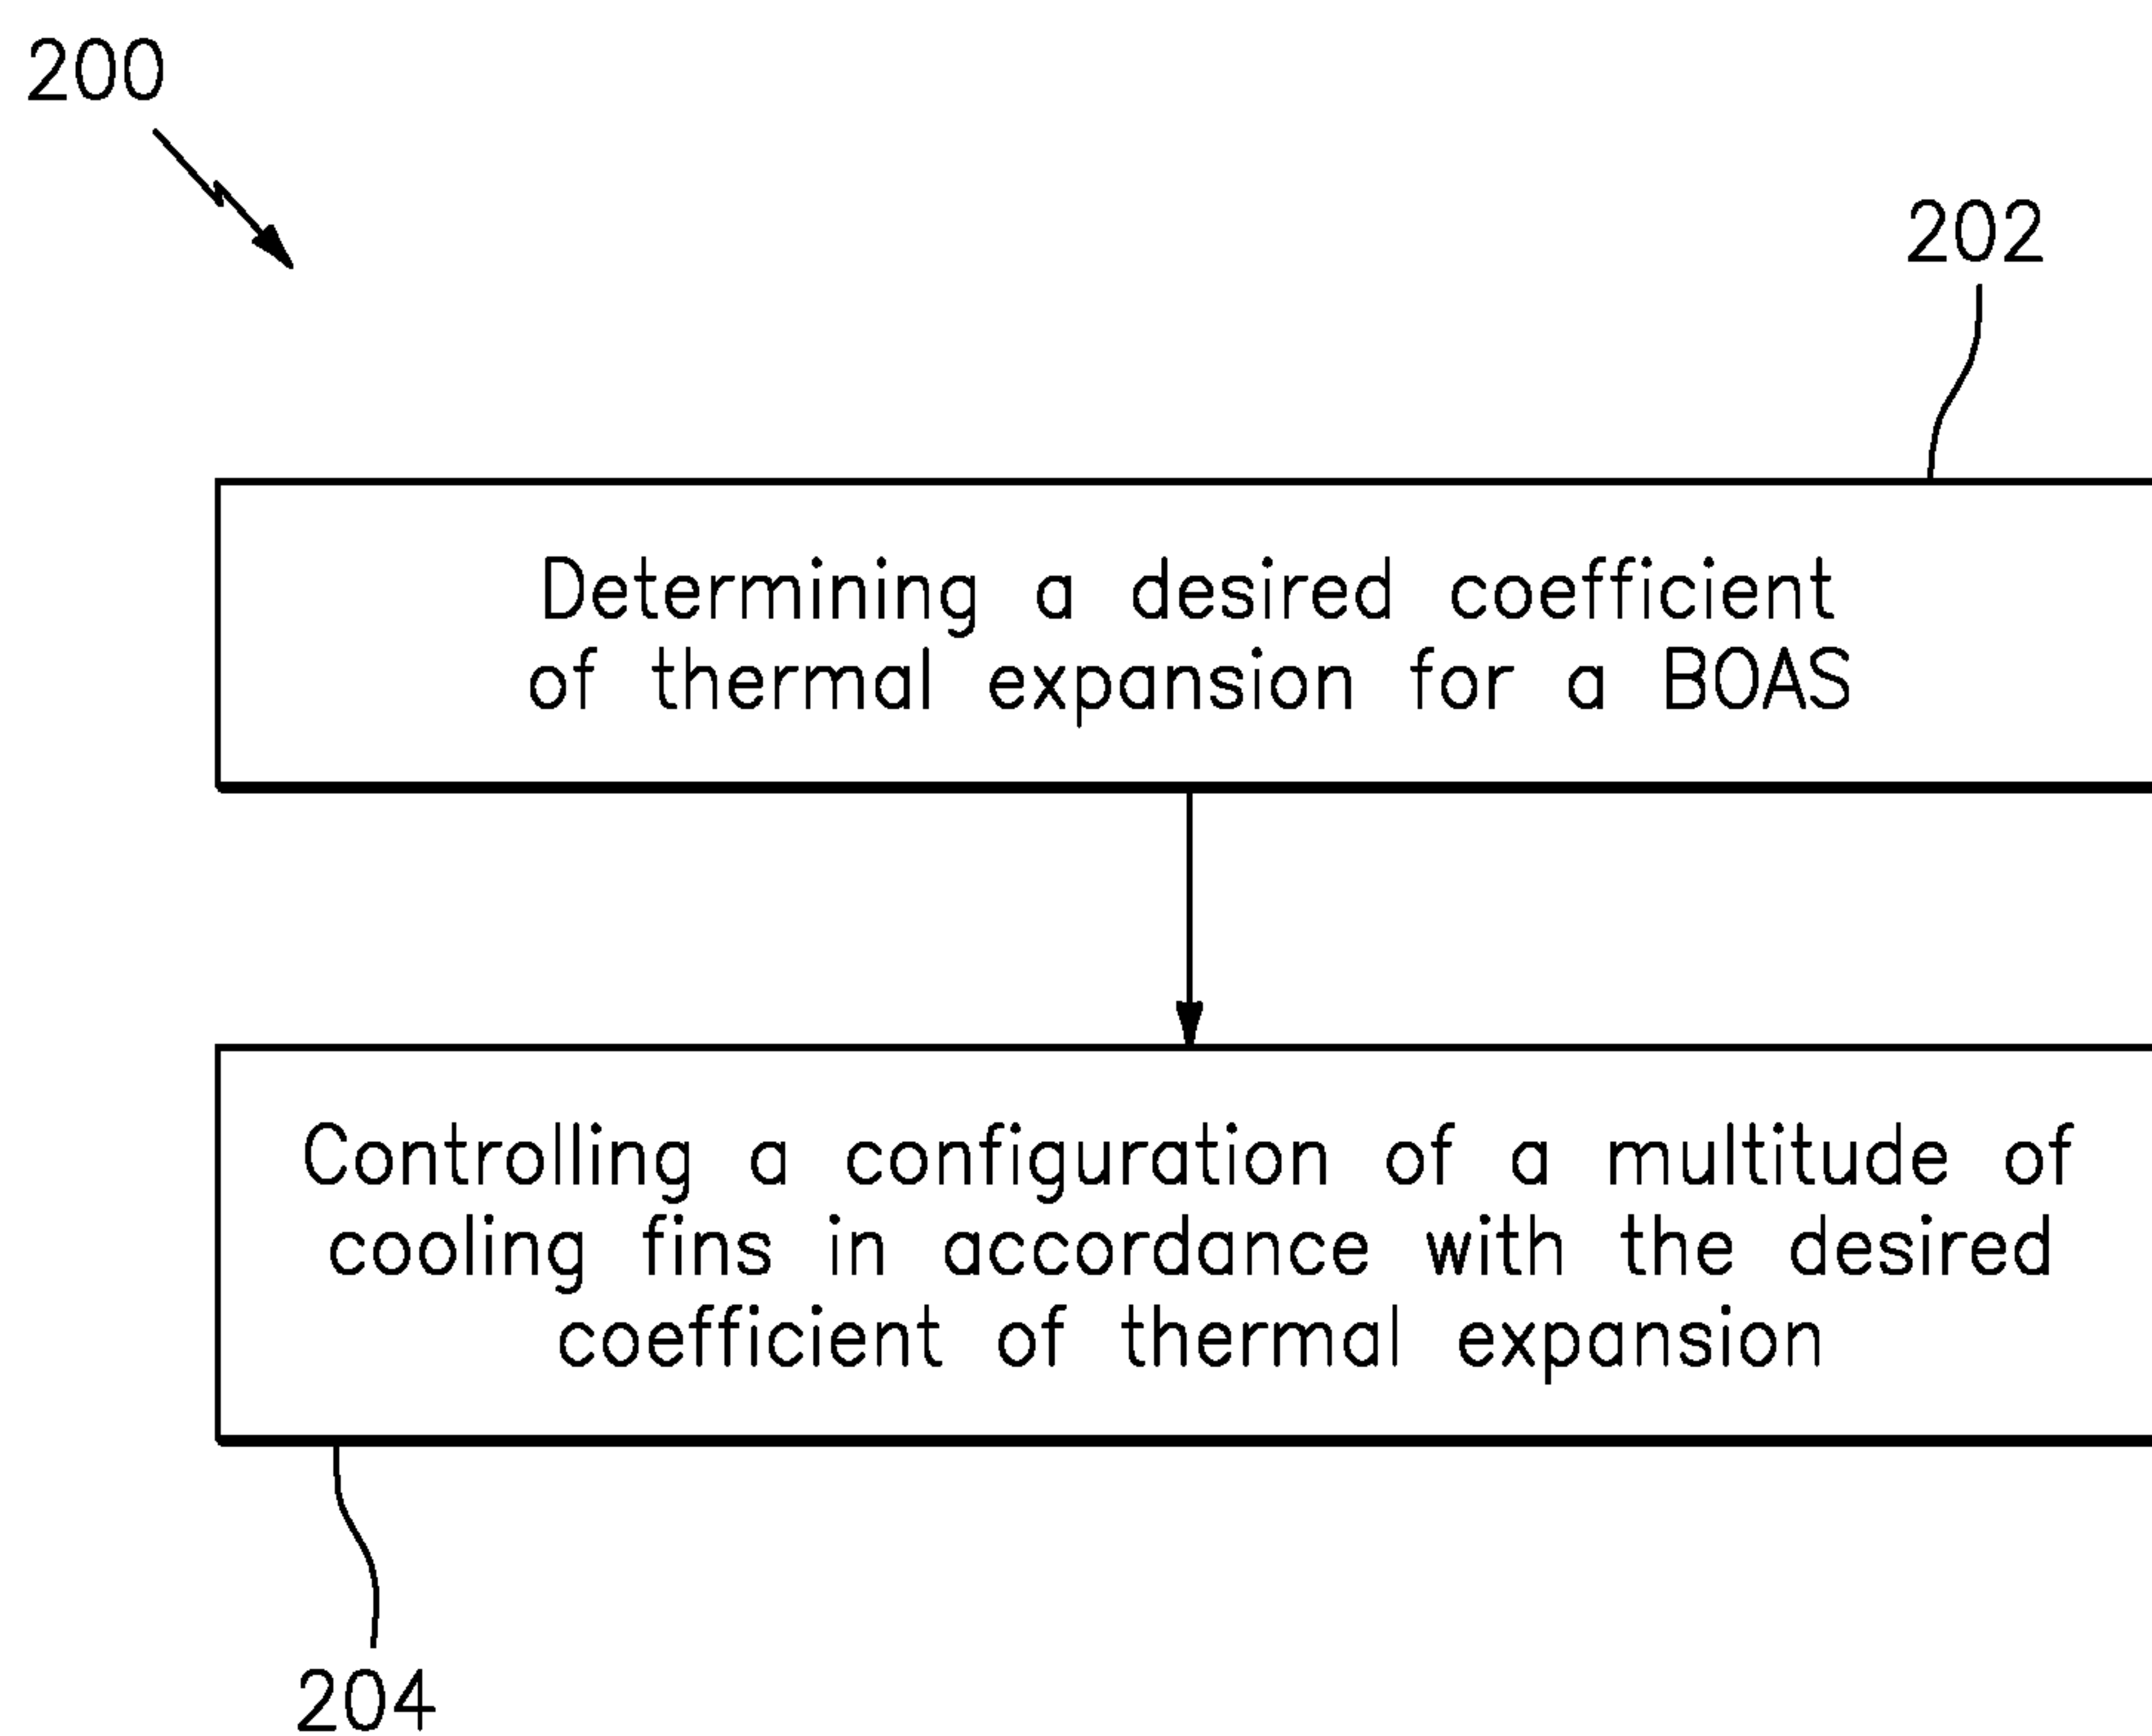 200
202
Determining a desired coefficient
of thermal expansion for a BOAS
Controlling a configuration of a multitude of
cooling fins in accordance with the desired
coefficient of thermal expansion
204